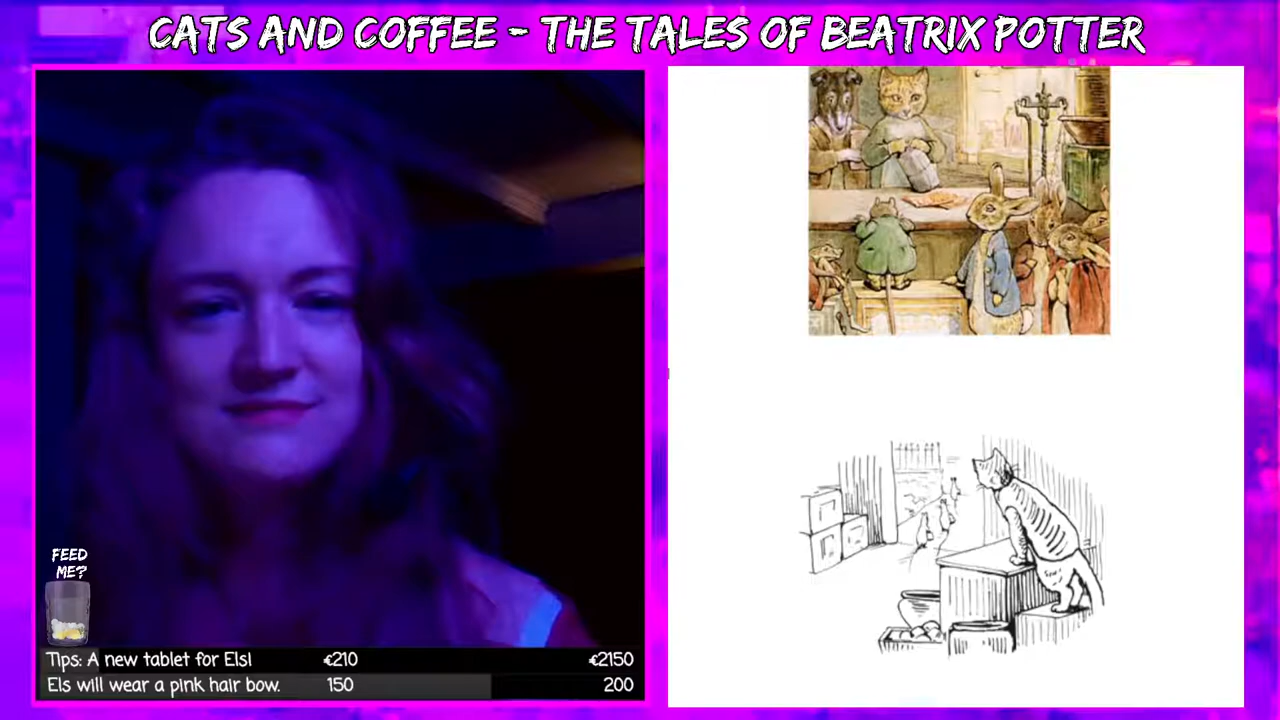 CATS AND COFFEE - THE TALES OF BEATRIX POTTER
FEED
ME?
Tips: A new tablet for Els! €210 €2150
Els will wear a pink hair bow. 150 200